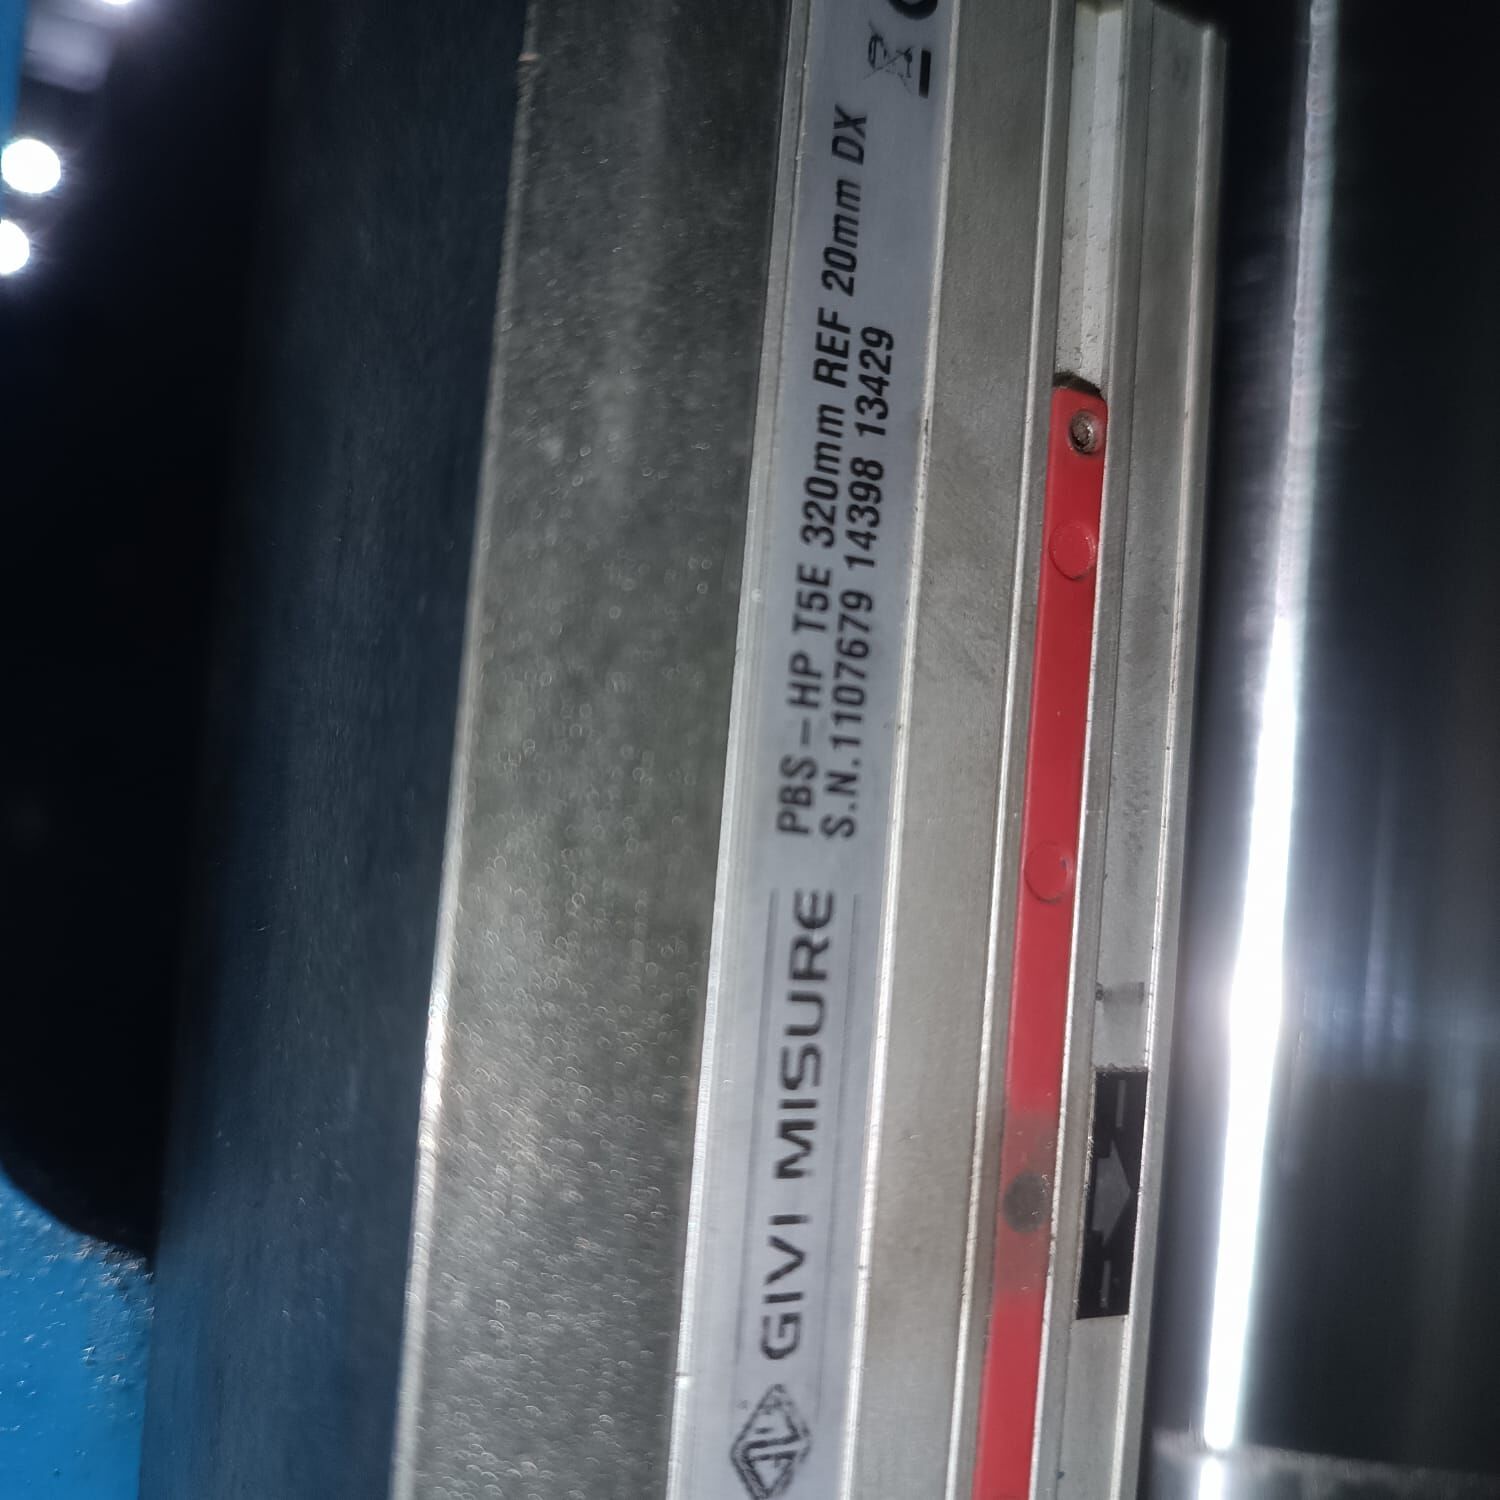 GIVI MISURE
PBS-HP T5E 320mm REF 20mm DX
S.N.1107679 14398 13429